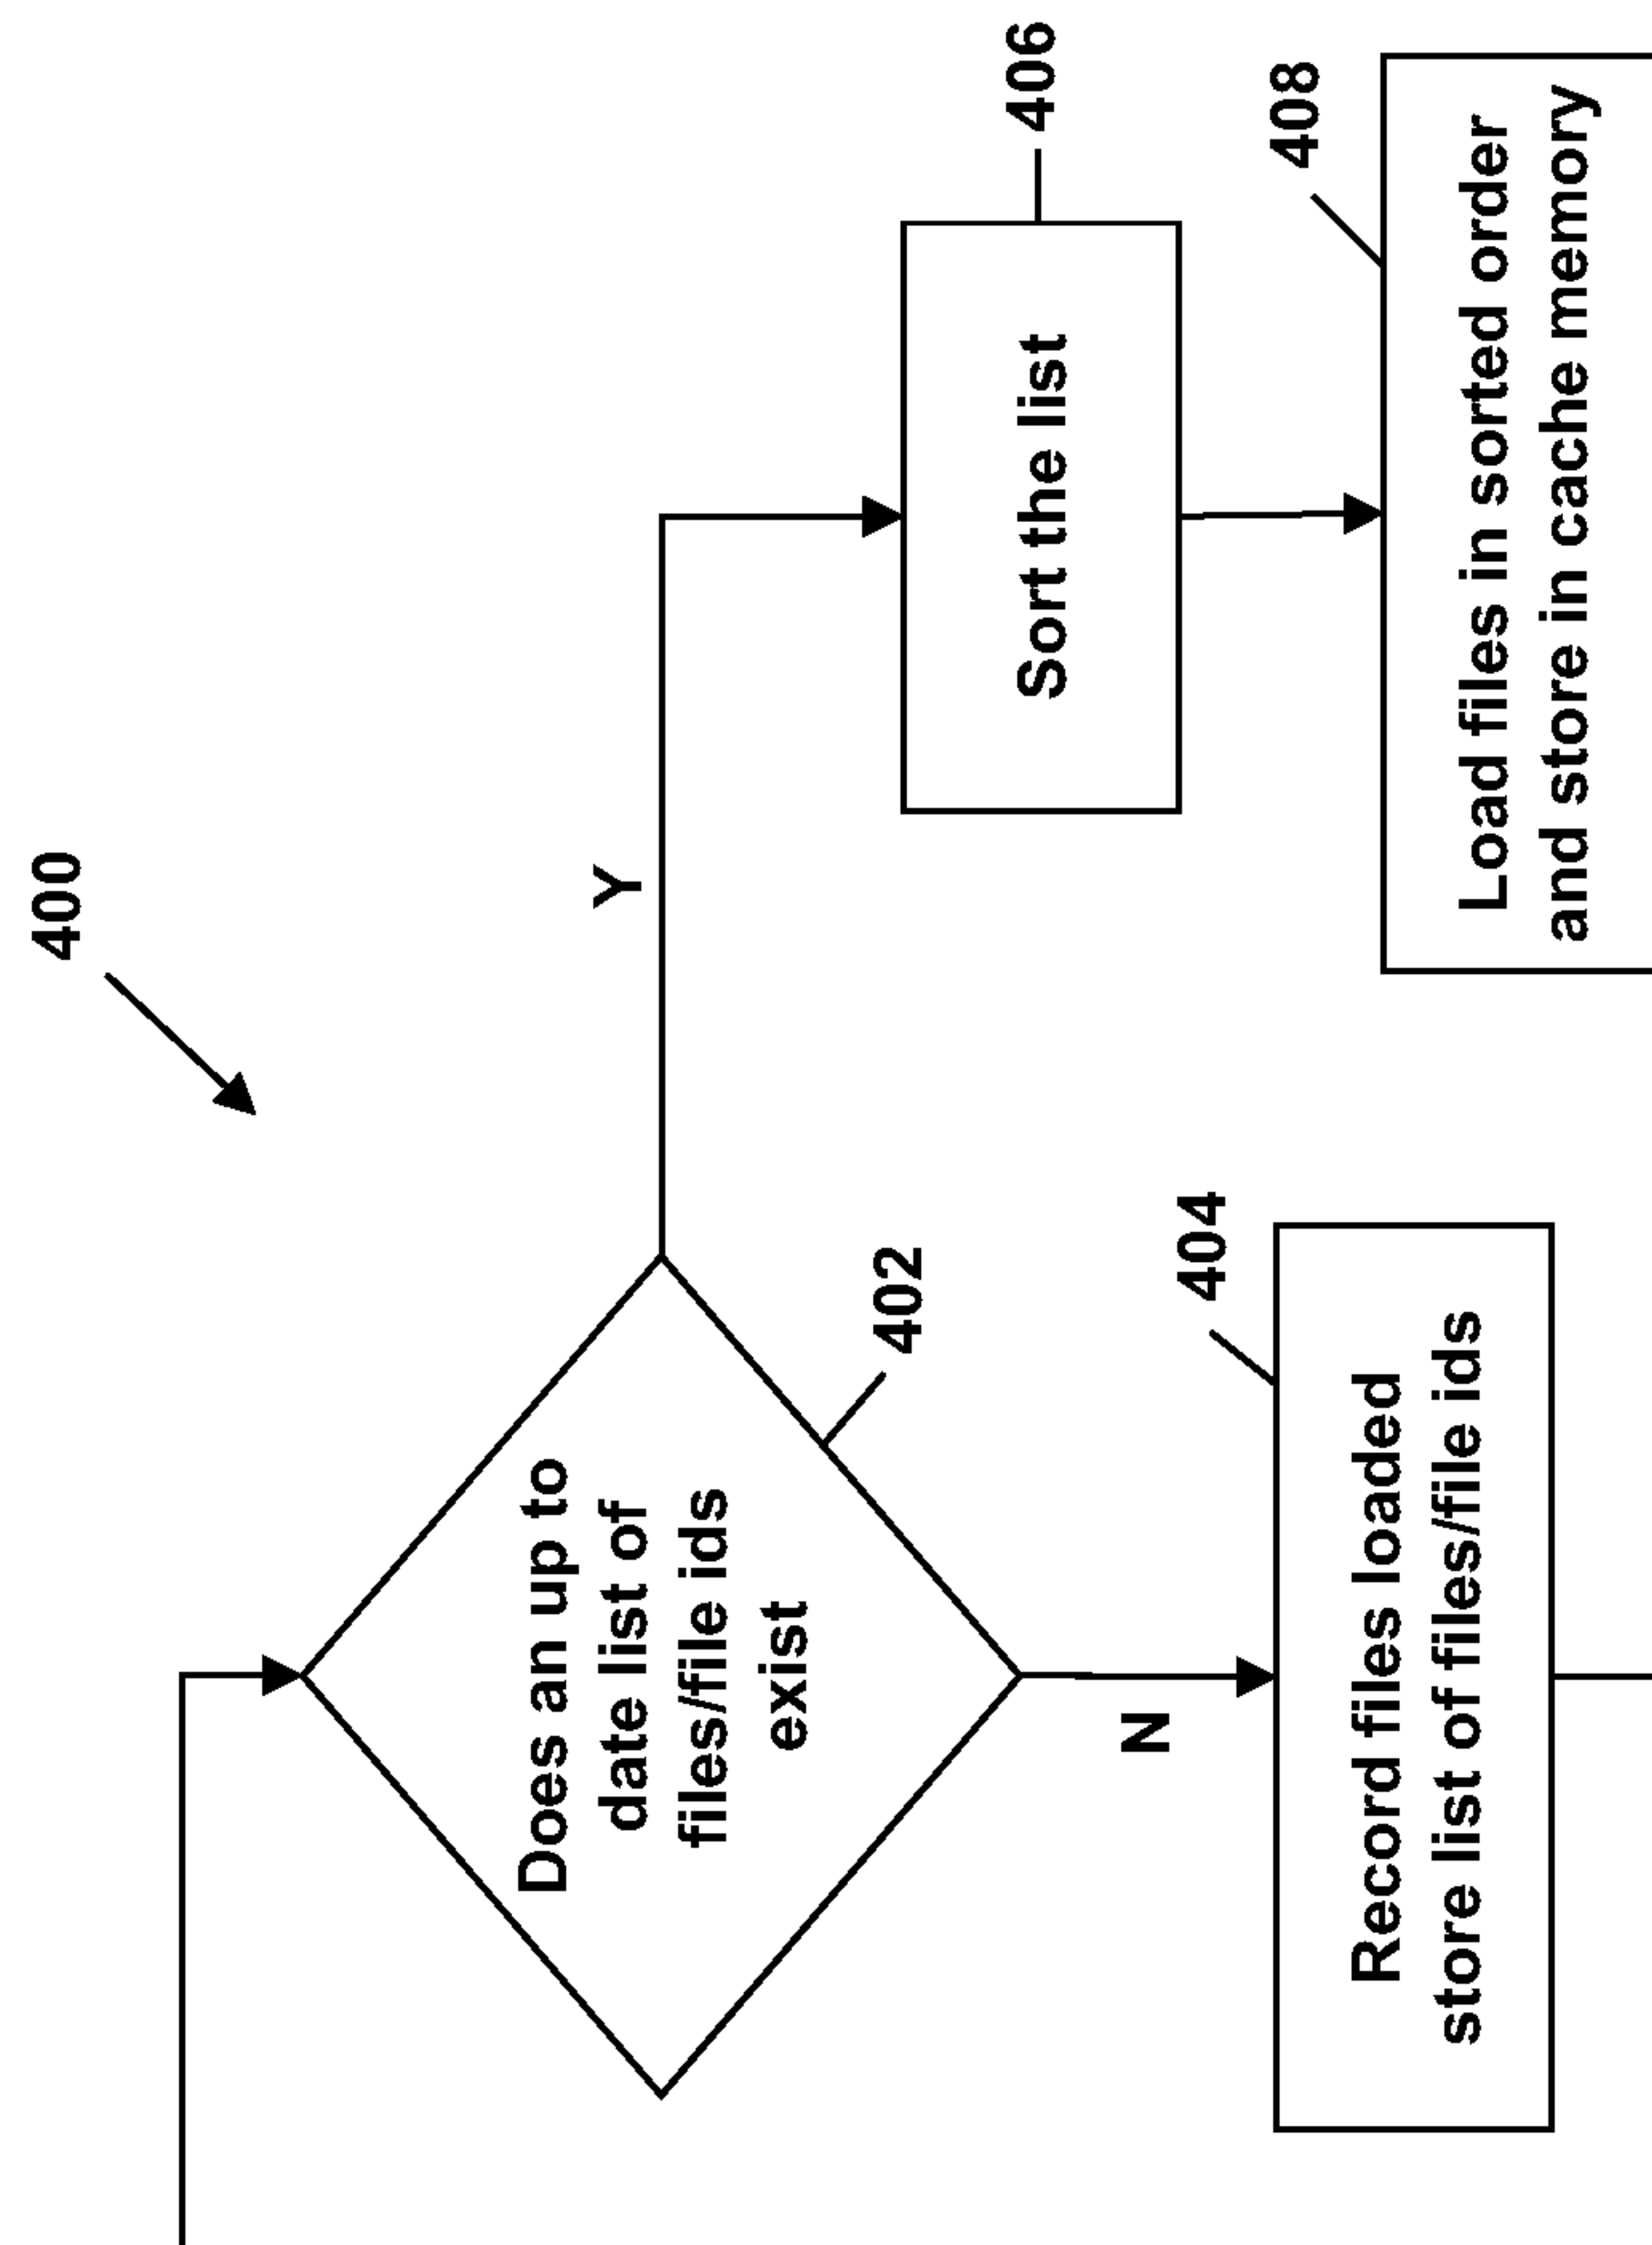 400
Does an up to
date list of
files/file ids
exist
402
Y
406
Sort the list
408
Load files in sorted order
and store in cache memory
N
404
Record files loaded
store list of files/file ids